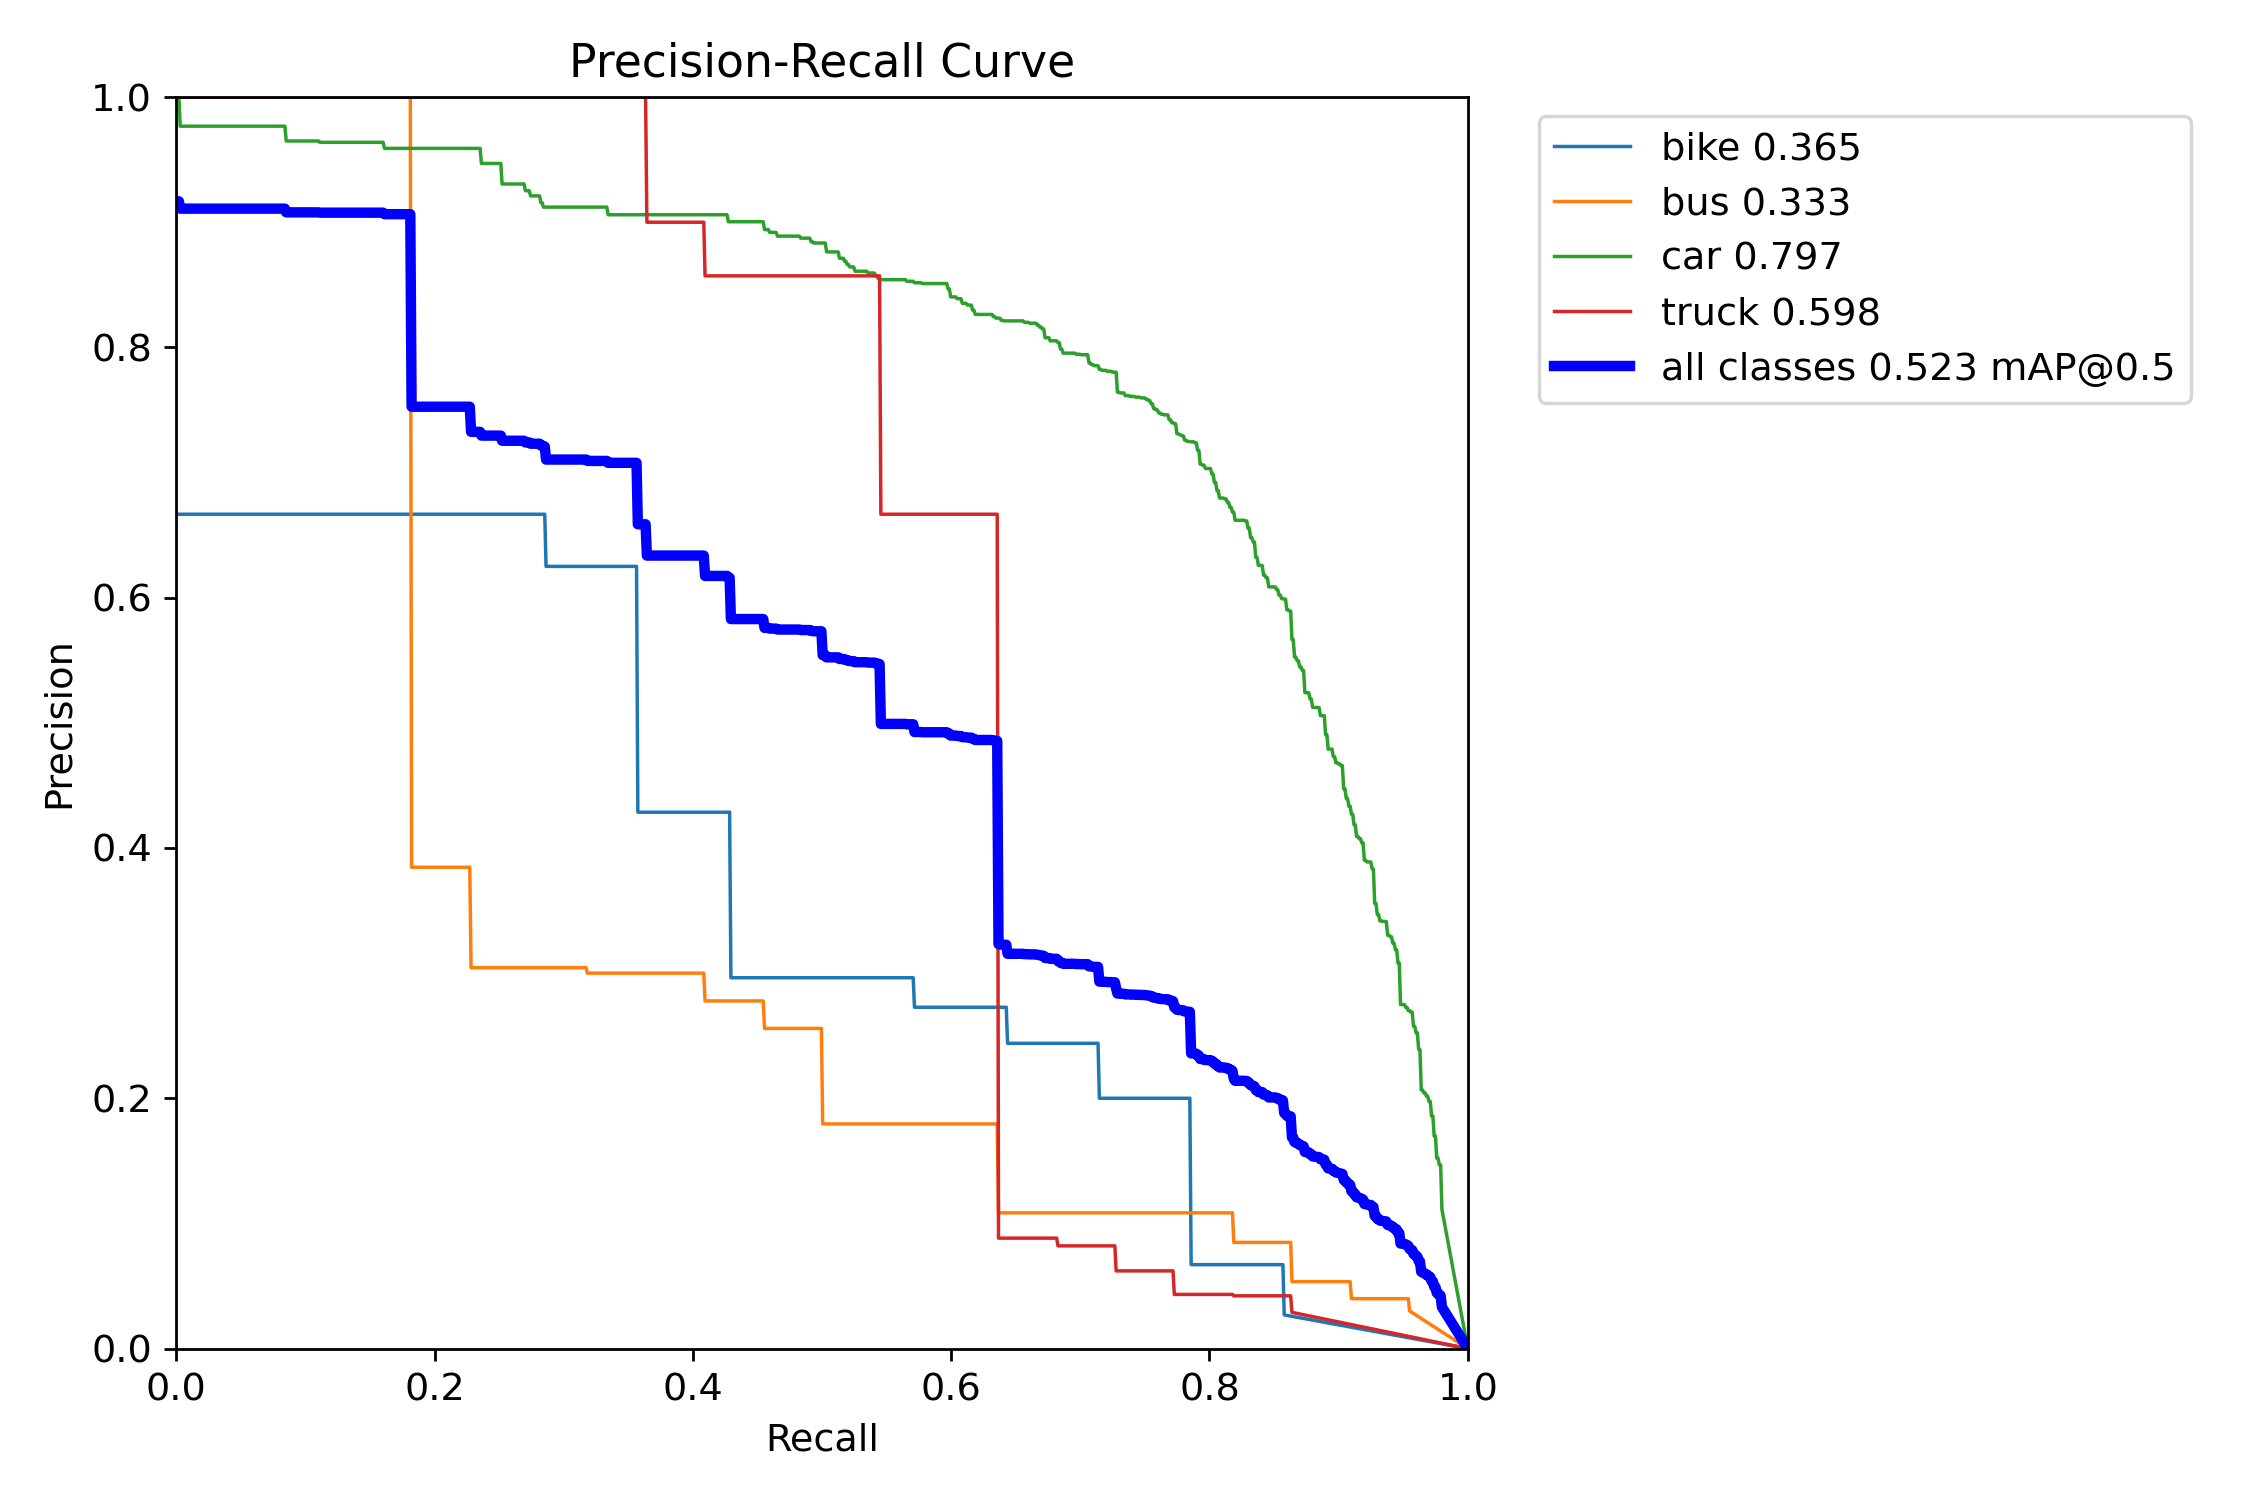 Precision-Recall Curve
1.0
0.8
0.6
0.4
0.2
0.0
Precision
0.0 0.2 0.4 0.6 0.8 1.0
Recall
bike 0.365
bus 0.333
car 0.797
truck 0.598
all classes 0.523 mAP@0.5